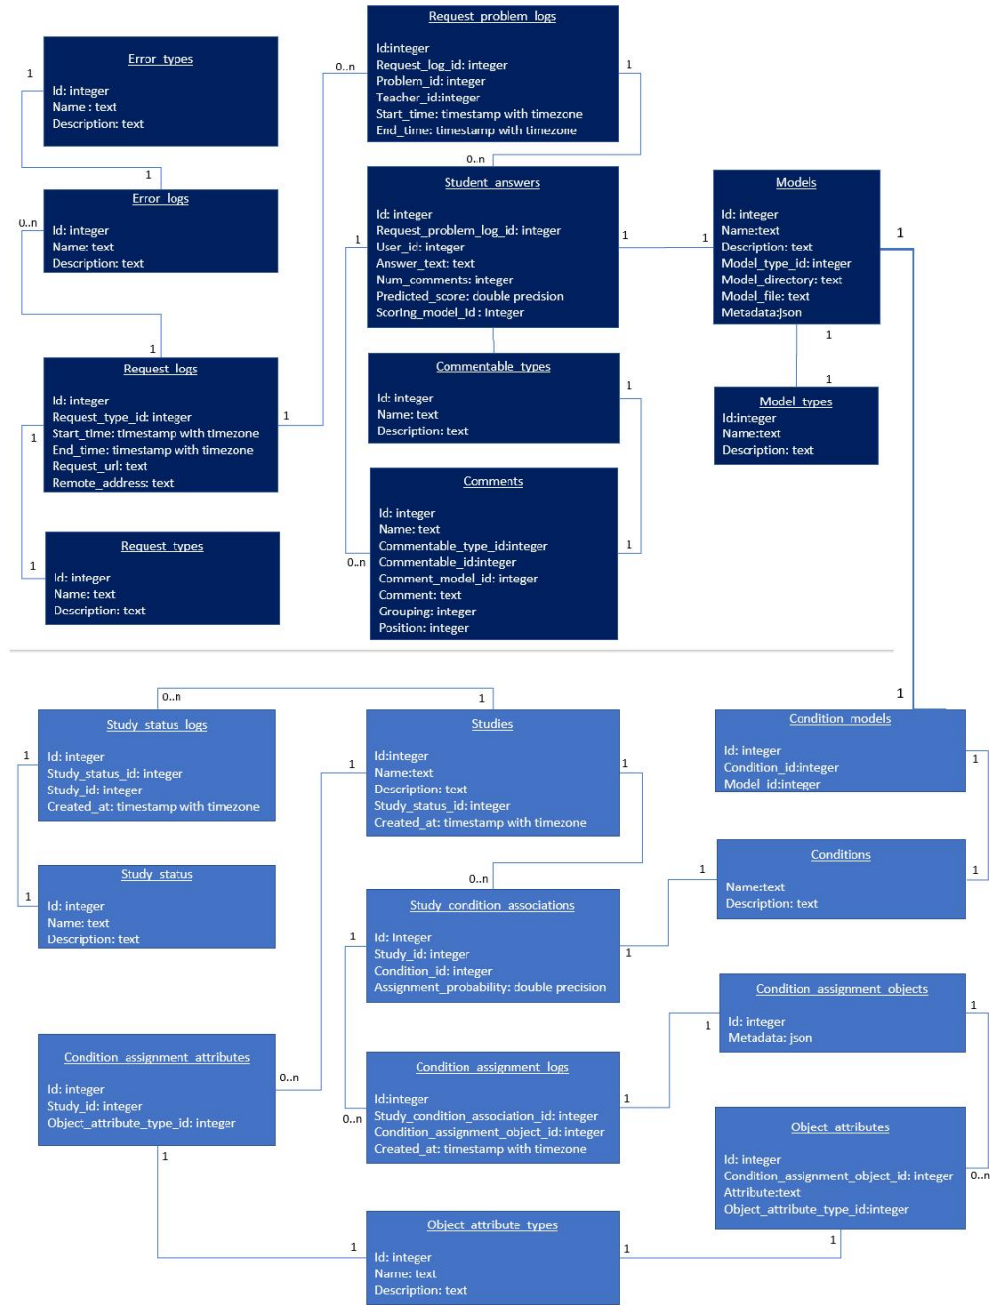 Request_problem_logs
Id:integer
Request_log_id: integer
Problem_id: integer
Teacher_id:integer
Start_time: timestamp with timezone
End_time: timestamp with timezone
Error_types
Id: integer
Name : text
Description: text
1
0..n
1
1
0..n
Error_logs
Id: integer
Name: text
Description: text
0..n
Student_answers
Id: integer
Request_problem_log_id: integer
User_id: integer
Answer_text: text
Num_comments: integer
Predicted_score: double precision
Scoring_model_Id : Integer
1
1
1
Models
Id: integer
Name:text
Description: text
Model_type_id: integer
Model_directory: text
Model_file: text
Metadata:json
1
1
1
Request_logs
Id: integer
Request_type_id: integer
Start_time: timestamp with timezone
End_time: timestamp with timezone
Request_url: text
Remote_address: text
1
1
1
Commentable_types
Id: integer
Name: text
Description: text
1
1
Model_types
Id:integer
Name:text
Description: text
Comments
Id: integer
Name: text
Commentable_type_id:integer
Commentable_id:integer
Comment_model_id: integer
Comment: text
Grouping: integer
Position: integer
1
0..n
Request_types
Id: integer
Name: text
Description: text
1
0..n
1
1
Study_status_logs
Id: integer
Study_status_id: integer
Study_id: integer
Created_at: timestamp with timezone
1
Studies
Id:integer
Name:text
Description: text
Study_status_id: integer
Created_at: timestamp with timezone
1
1
Condition_models
Id: integer
Condition_id:integer
Model_id:integer
1
Study_status
Id: integer
Name: text
Description: text
1
0..n
Study_condition_associations
Id: Integer
Study_id: integer
Condition_id: integer
Assignment_probability: double precision
1
1
1
Conditions
Name:text
Description: text
1
Condition_assignment_objects
Id: integer
Metadata: json
1
1
Condition_assignment_attributes
Id: integer
Study_id: integer
Object_attribute_type_id: integer
0..n
1
Condition_assignment_logs
Id:integer
Study_condition_association_id: integer
Condition_assignment_object_id: integer
Created_at: timestamp with timezone
0..n
1
Object_attributes
Id: integer
Condition_assignment_object_id: integer
Attribute:text
Object_attribute_type_id:integer
0..n
1
Object_attribute_types
Id: integer
Name: text
Description: text
1
1